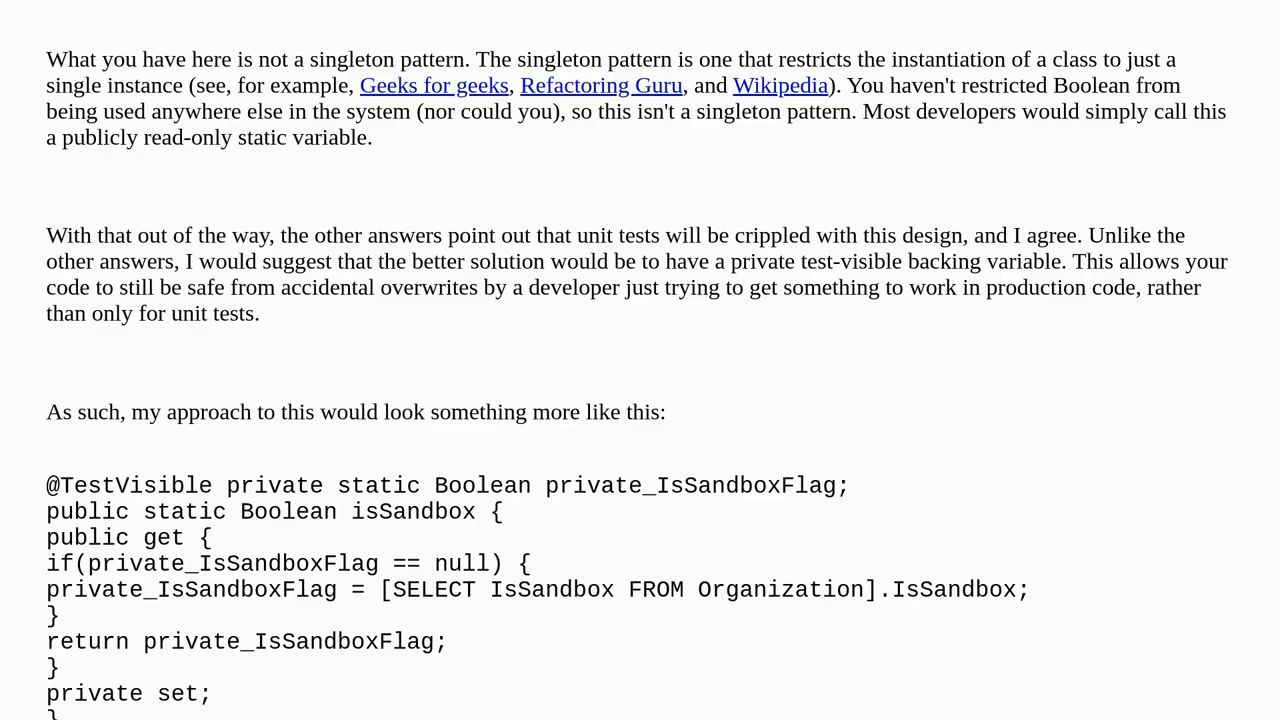 What you have here is not a singleton pattern. The singleton pattern is one that restricts the instantiation of a class to just a
single instance (see, for example, Geeks for geeks, Refactoring Guru, and Wikipedia). You haven't restricted Boolean from
being used anywhere else in the system (nor could you), so this isn't a singleton pattern. Most developers would simply call this
a publicly read-only static variable.
With that out of the way, the other answers point out that unit tests will be crippled with this design, and I agree. Unlike the
other answers, I would suggest that the better solution would be to have a private test-visible backing variable. This allows your
code to still be safe from accidental overwrites by a developer just trying to get something to work in production code, rather
than only for unit tests.
As such, my approach to this would look something more like this:
@TestVisible private static Boolean private_IsSandboxFlag;
public static Boolean isSandbox {
public get {
if(private_IsSandboxFlag == null) {
private_IsSandboxFlag = [SELECT IsSandbox FROM Organization].IsSandbox;
}
return private_IsSandboxFlag;
}
private set;
}